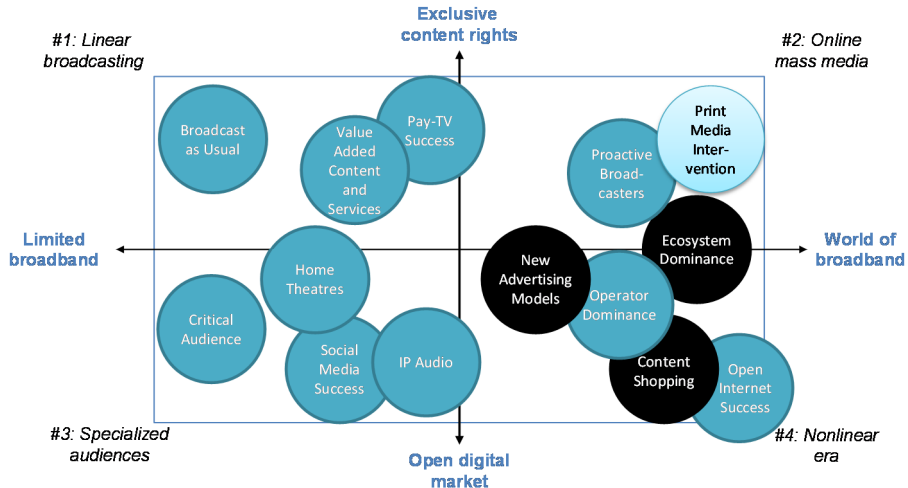 Exclusive
content rights
#1: Linear
broadcasting
#2: Online
mass media
Broadcast
as Usual
Value
Added
Content
and
Services
Pay-TV
Success
Proactive
Broad-
casters
Print
Media
Inter-
vention
Limited
broadband
World of
broadband
Home
Theatres
New
Advertising
Models
Ecosystem
Dominance
Operator
Dominance
Critical
Audience
Social
Media
Success
IP Audio
Content
Shopping
Open
Internet
Success
#3: Specialized
audiences
Open digital
market
#4: Nonlinear
era